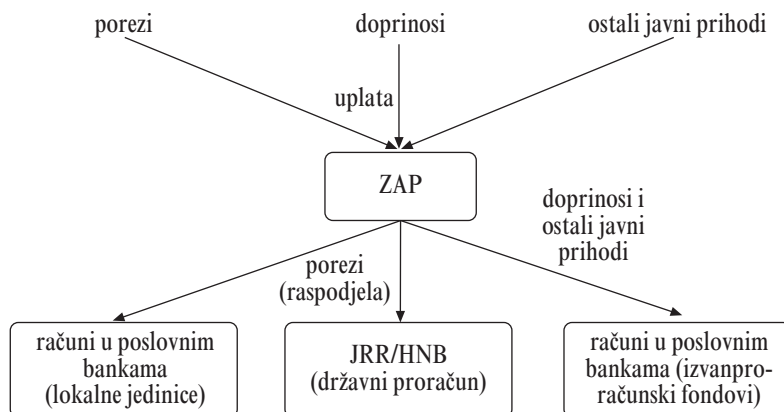 porezi
doprinosi
ostali javni prihodi
uplata
ZAP
doprinosi i
ostali javni
prihodi
porezi
(raspodjela)
računi u poslovnim
bankama
(lokalne jedinice)
JRR/HNB
(državni proračun)
računi u poslovnim
bankama (izvanpro-
računski fondovi)